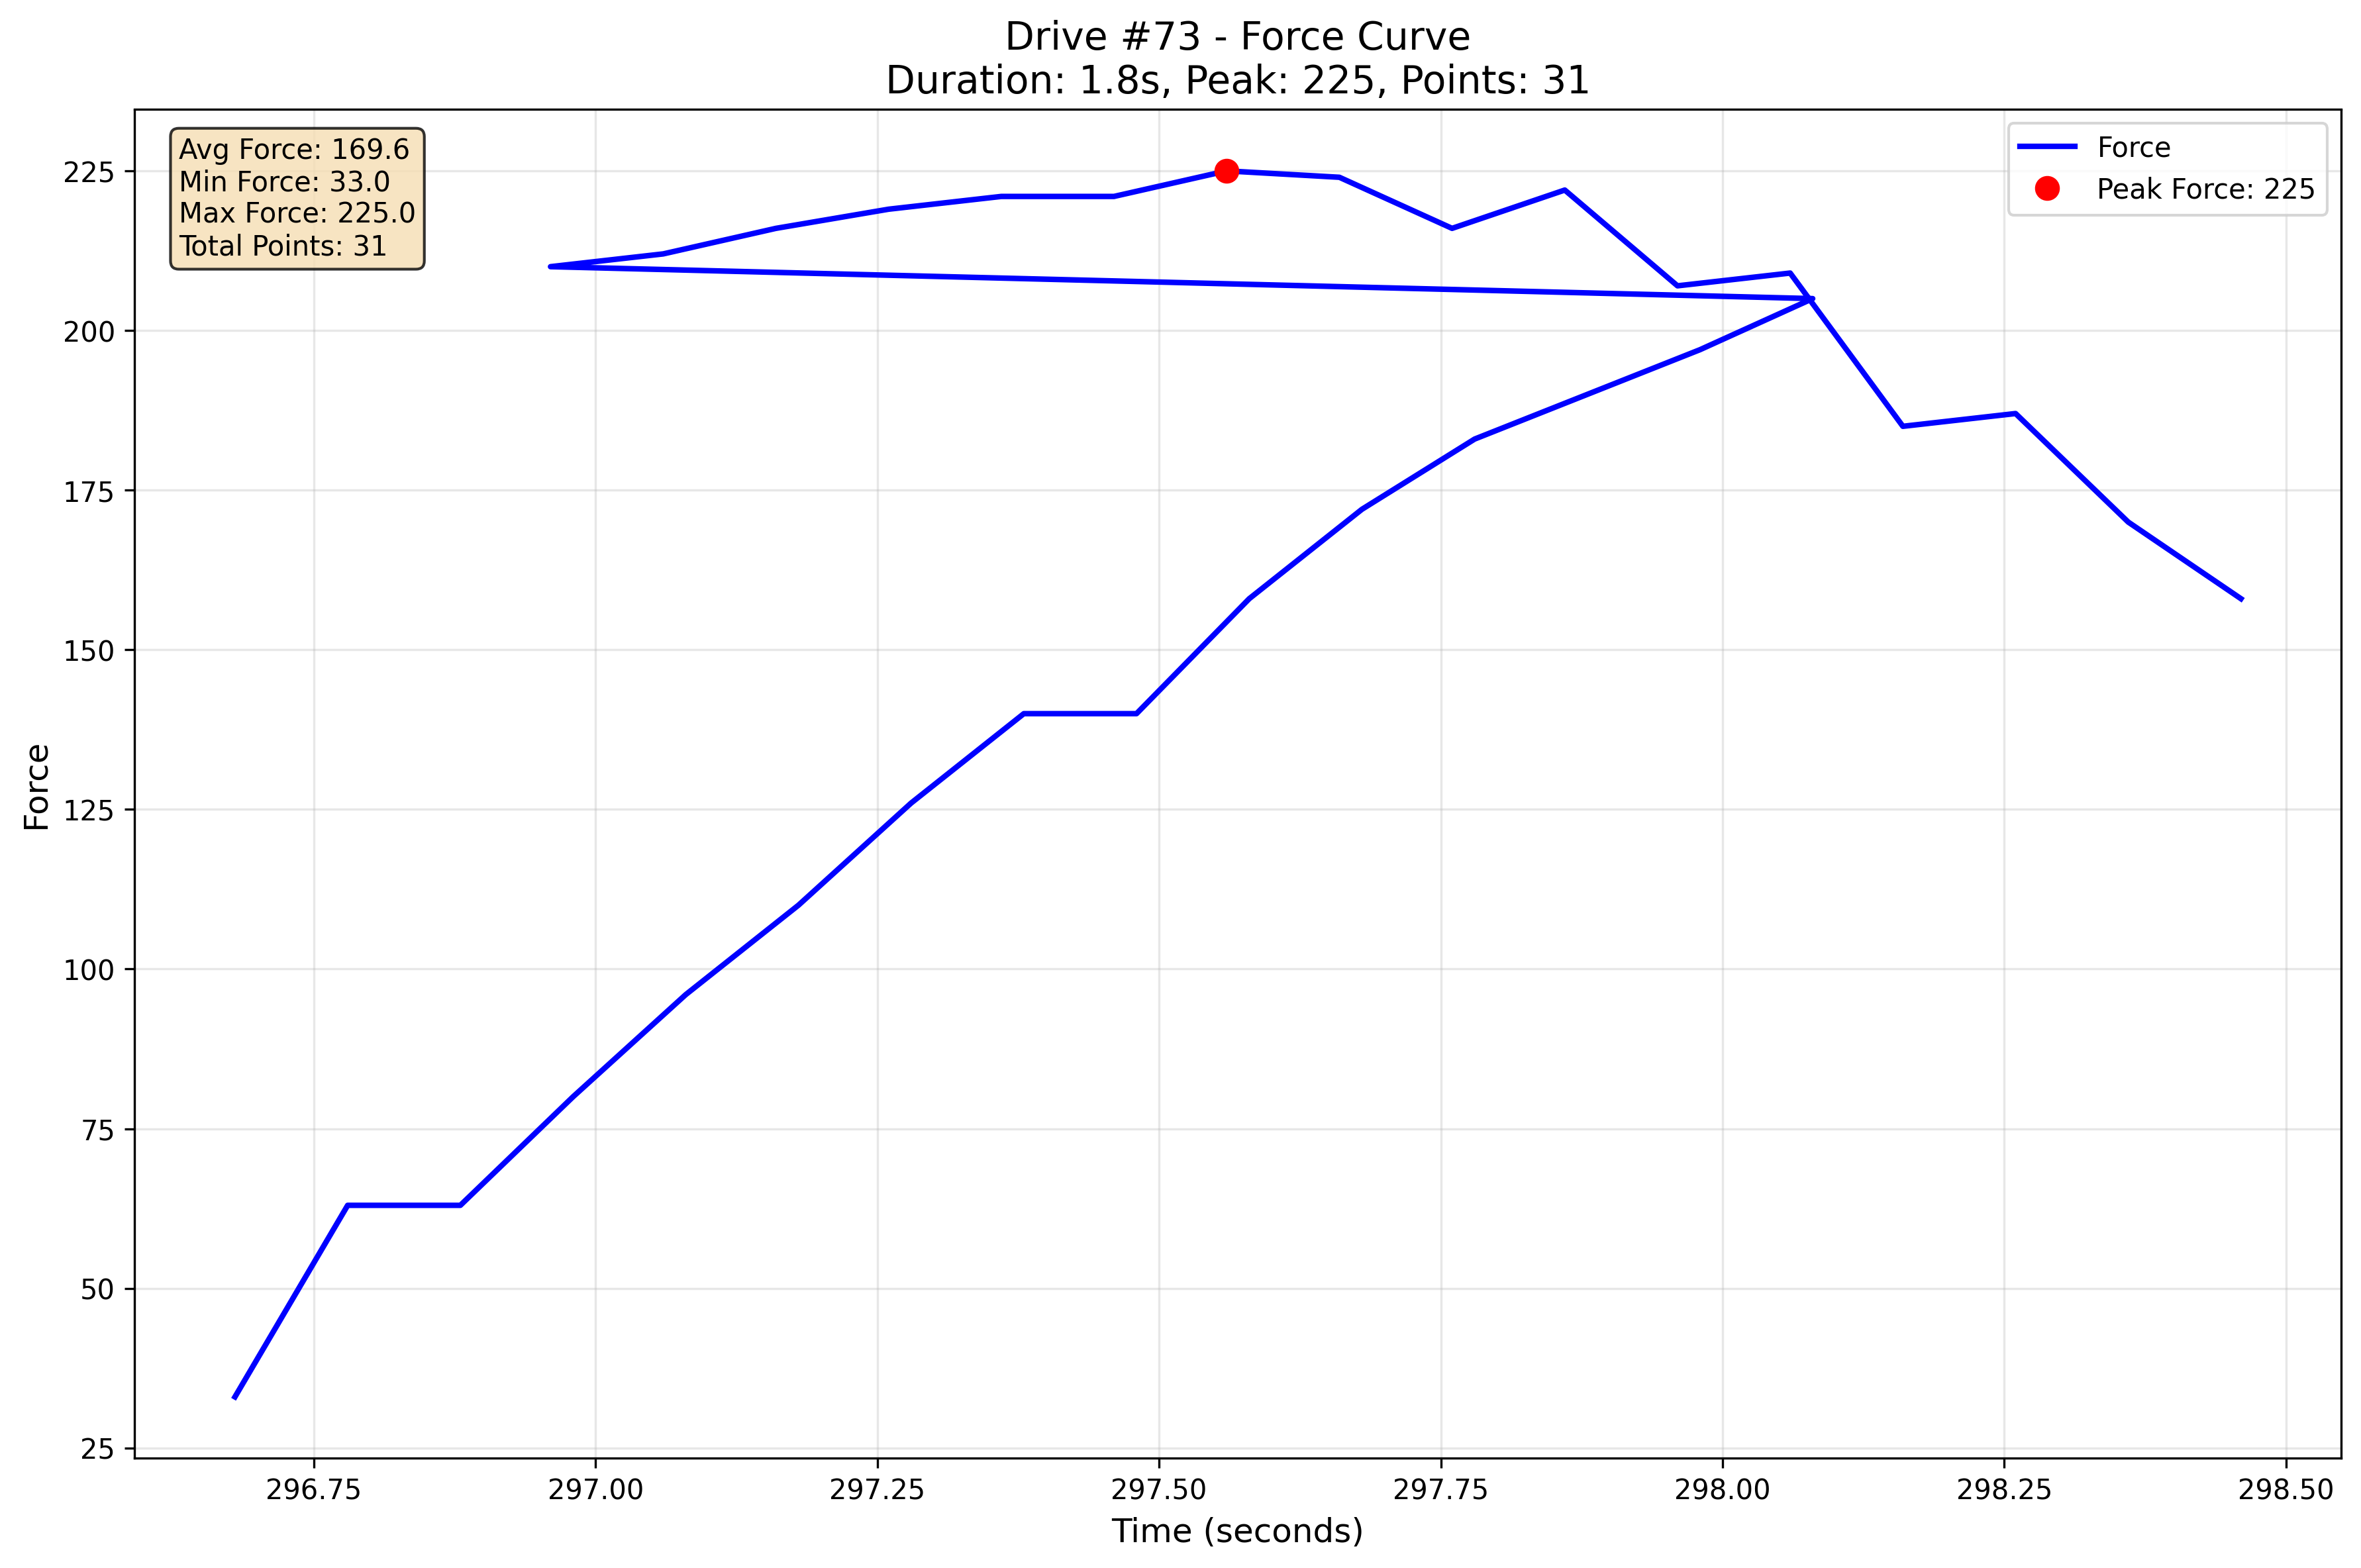 Drive #73 - Force Curve
Duration: 1.8s, Peak: 225, Points: 31
Avg Force: 169.6
Min Force: 33.0
Max Force: 225.0
Total Points: 31
Force
Peak Force: 225
225
200
175
150
125
100
75
50
25
Force
296.75
297.00
297.25
297.50
297.75
298.00
298.25
298.50
Time (seconds)